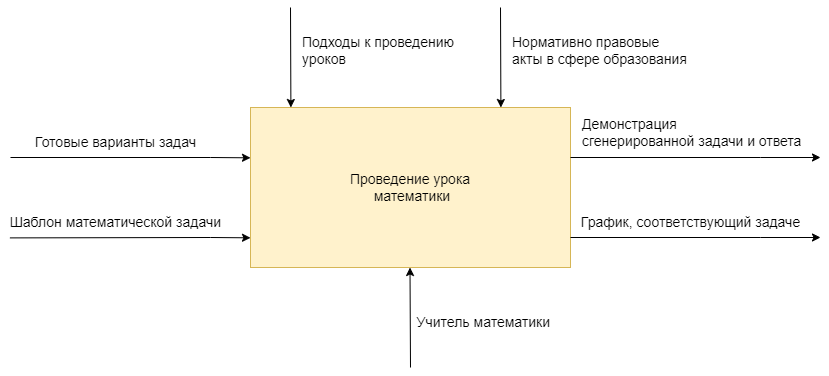 Подходы к проведению
уроков
Нормативно правовые
акты в сфере образования
Готовые варианты задач
Демонстрация
сгенерированной задачи и ответа
Проведение урока
математики
Шаблон математической задачи
График, соответствующий задаче
Учитель математики